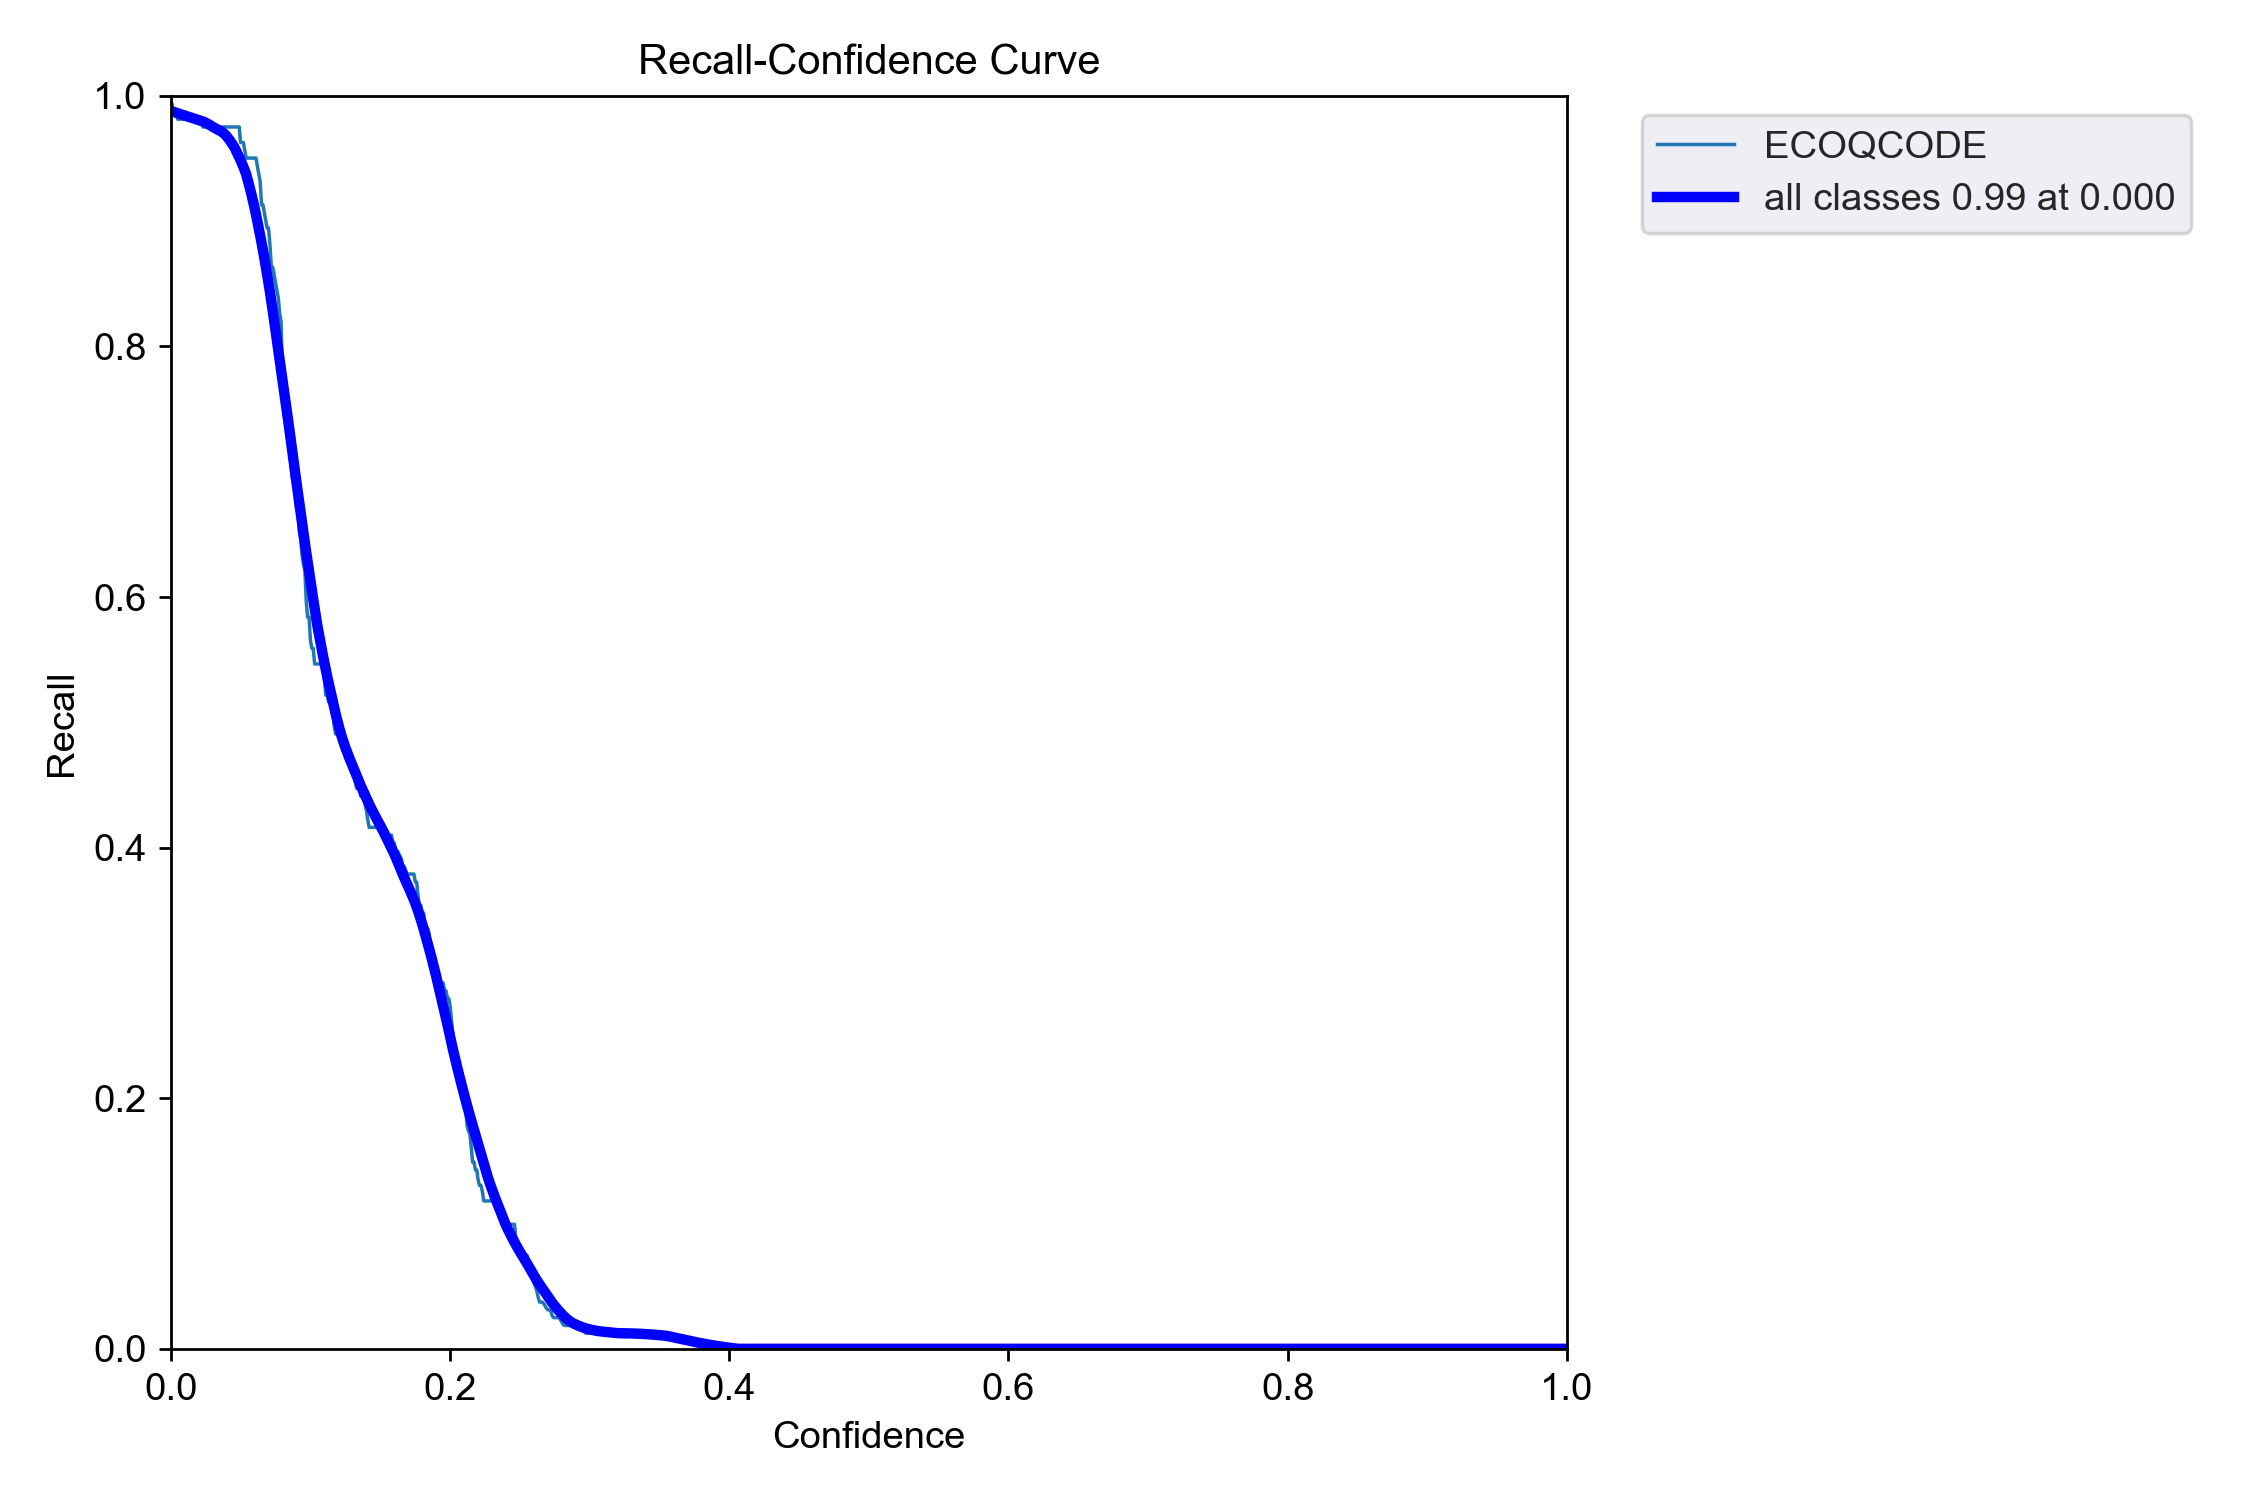 Recall-Confidence Curve
1.0
0.8
0.6
0.4
0.2
0.0
Recall
0.0 0.2 0.4 0.6 0.8 1.0
Confidence
ECOQCODE
all classes 0.99 at 0.000